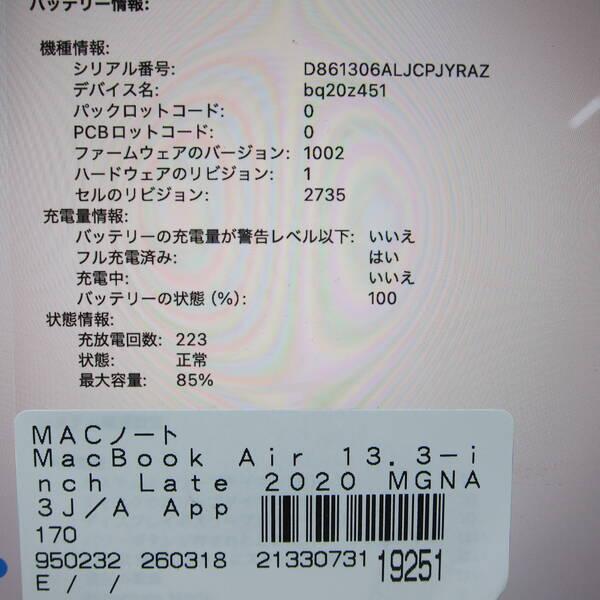 バッテリー情報:
機種情報:
シリアル番号: D861306ALJCPJYRAZ
デバイス名: bq20z451
パックロットコード: 0
PCBロットコード: 0
ファームウェアのバージョン: 1002
ハードウェアのリビジョン: 1
セルのリビジョン: 2735
充電量情報:
バッテリーの充電量が警告レベル以下: いいえ
フル充電済み: はい
充電中: いいえ
バッテリーの状態 (%): 100
状態情報:
充放電回数: 223
状態: 正常
最大容量: 85%
MACノート
MacBook Air 13.3−i
nch Late 2020 MGNA
3J/A App
170
950232 260318 21330731 19251
E / /